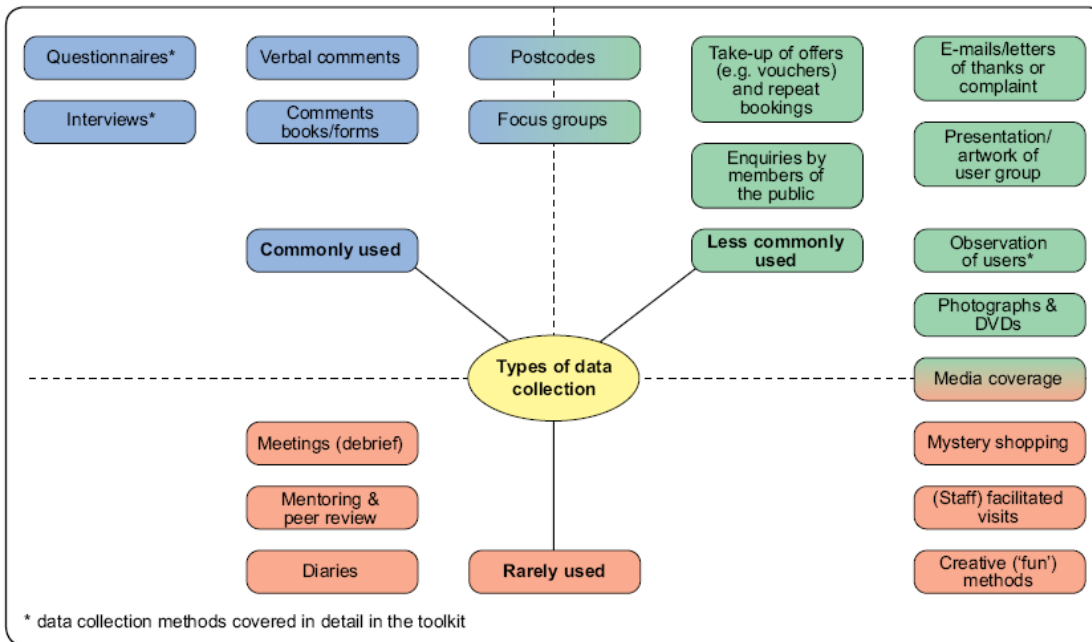 Questionnaires*
Verbal comments
Postcodes
Take-up of offers
(e.g. vouchers)
and repeat
bookings
E-mails/letters
of thanks or
complaint
Interviews*
Comments
books/forms
Focus groups
Presentation/
artwork of
user group
Enquiries by
members of
the public
Commonly used
Less commonly
used
Observation
of users*
Photographs &
DVDs
Types of data
collection
Media coverage
Meetings (debrief)
Mystery shopping
Mentoring &
peer review
(Staff) facilitated
visits
Diaries
Rarely used
Creative (‘fun’)
methods
* data collection methods covered in detail in the toolkit